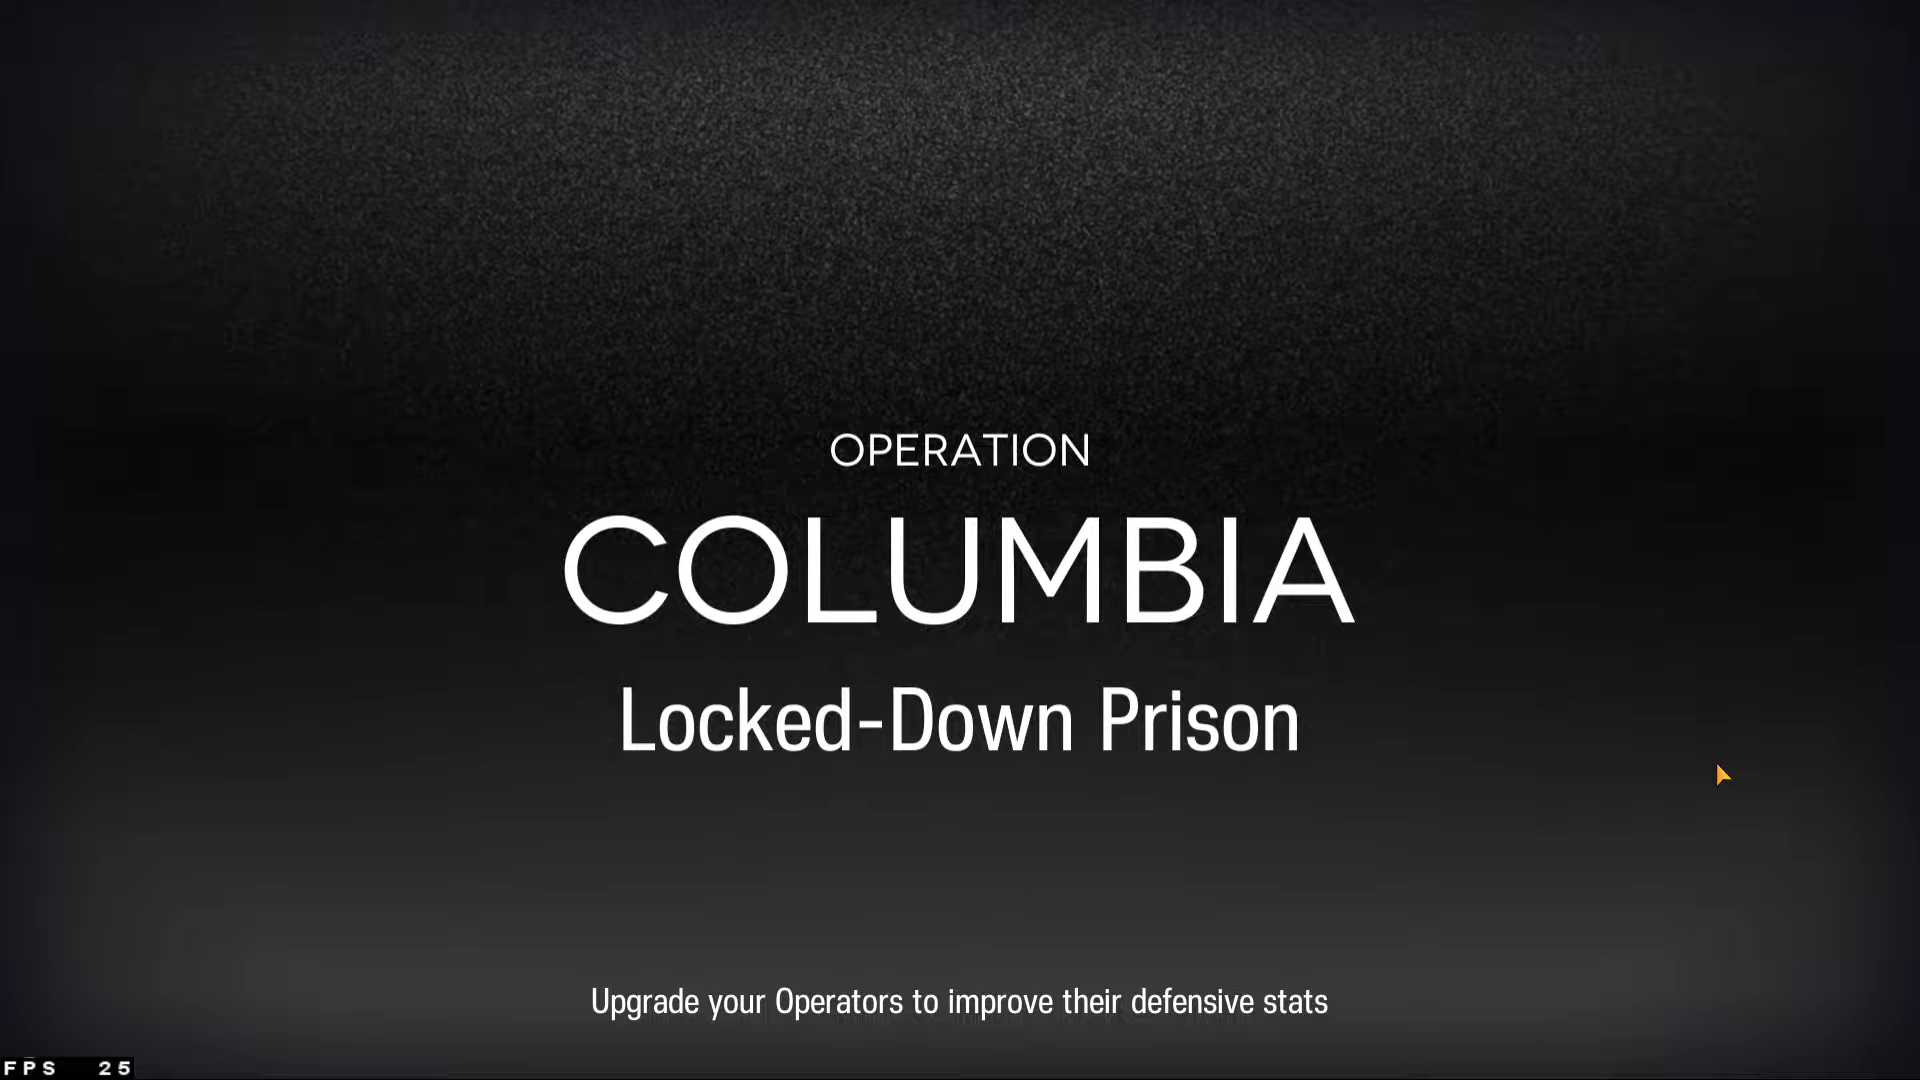 OPERATION
COLUMBIA
Locked-Down Prison
Upgrade your Operators to improve their defensive stats
FPS 25